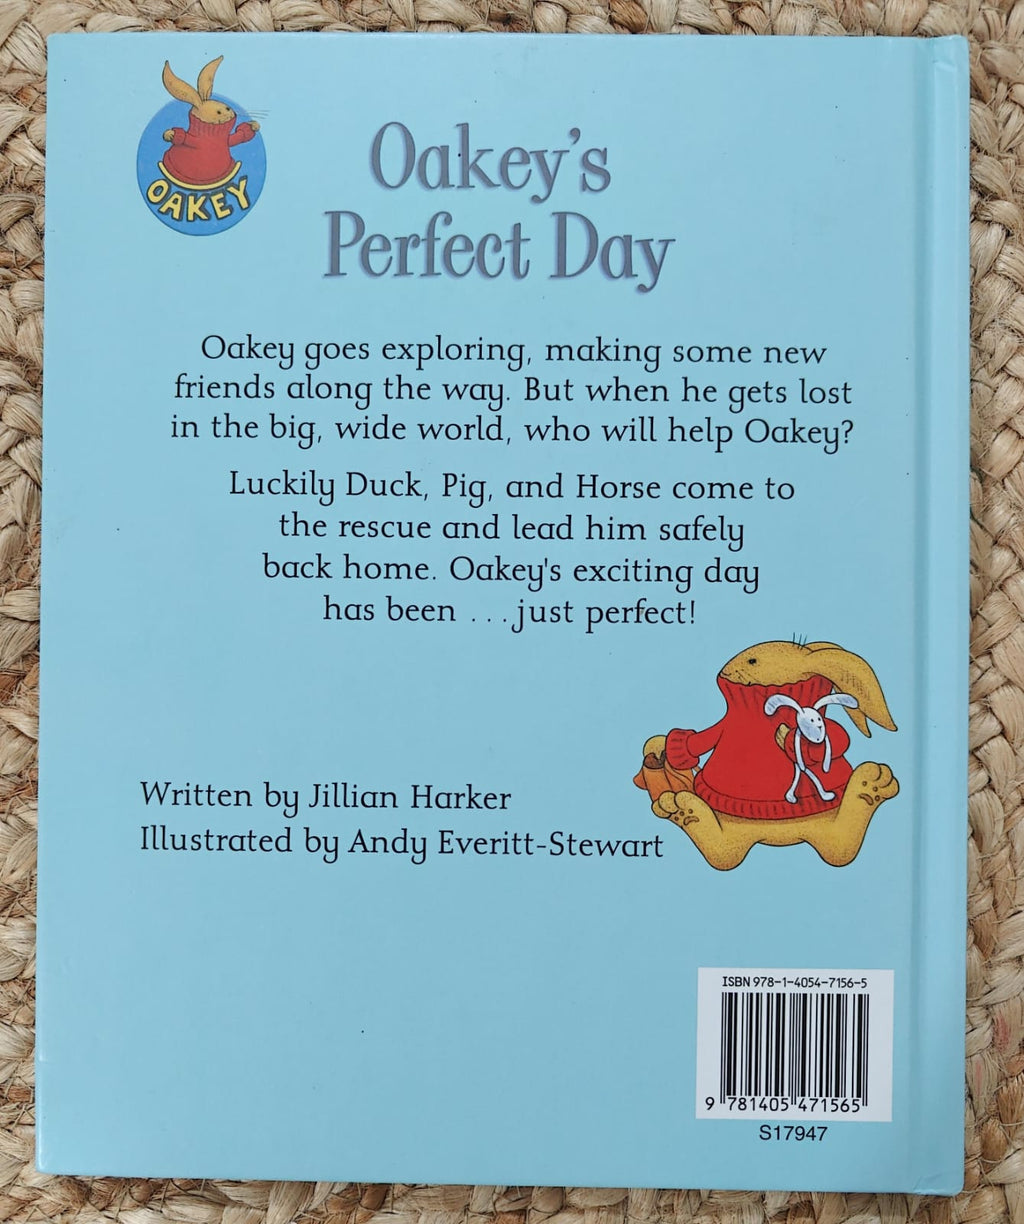 OAKEY
Oakey's
Perfect Day
Oakey goes exploring, making some new
friends along the way. But when he gets lost
in the big, wide world, who will help Oakey?
Luckily Duck, Pig, and Horse come to
the rescue and lead him safely
back home. Oakey's exciting day
has been ...just perfect!
Written by Jillian Harker
Illustrated by Andy Everitt-Stewart
ISBN 978-1-4054-7156-5
9 781405 471565
S17947